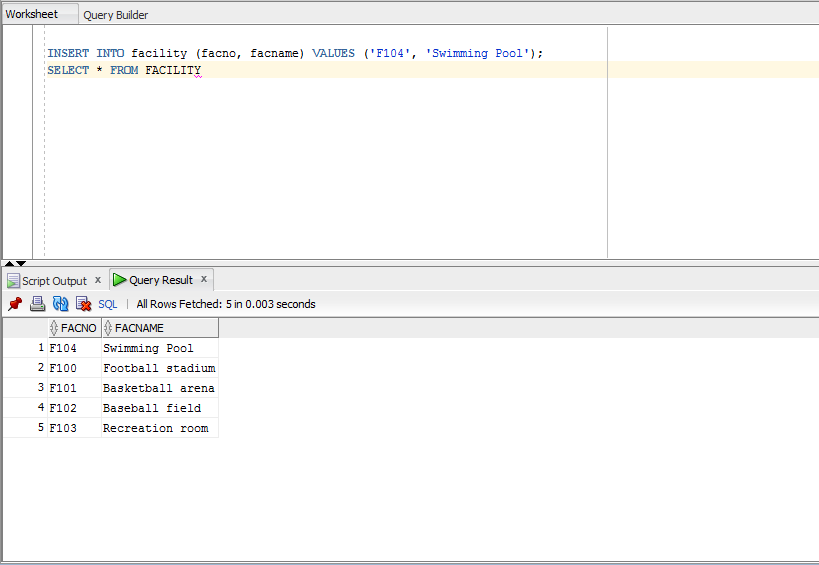 Worksheet Query Builder
INSERT INTO facility (facno, facname) VALUES ('F104', 'Swimming Pool');
SELECT * FROM FACILITY
Script Output x Query Result x
SQL | All Rows Fetched: 5 in 0.003 seconds
FACNO FACNAME
1 F104 Swimming Pool
2 F100 Football stadium
3 F101 Basketball arena
4 F102 Baseball field
5 F103 Recreation room